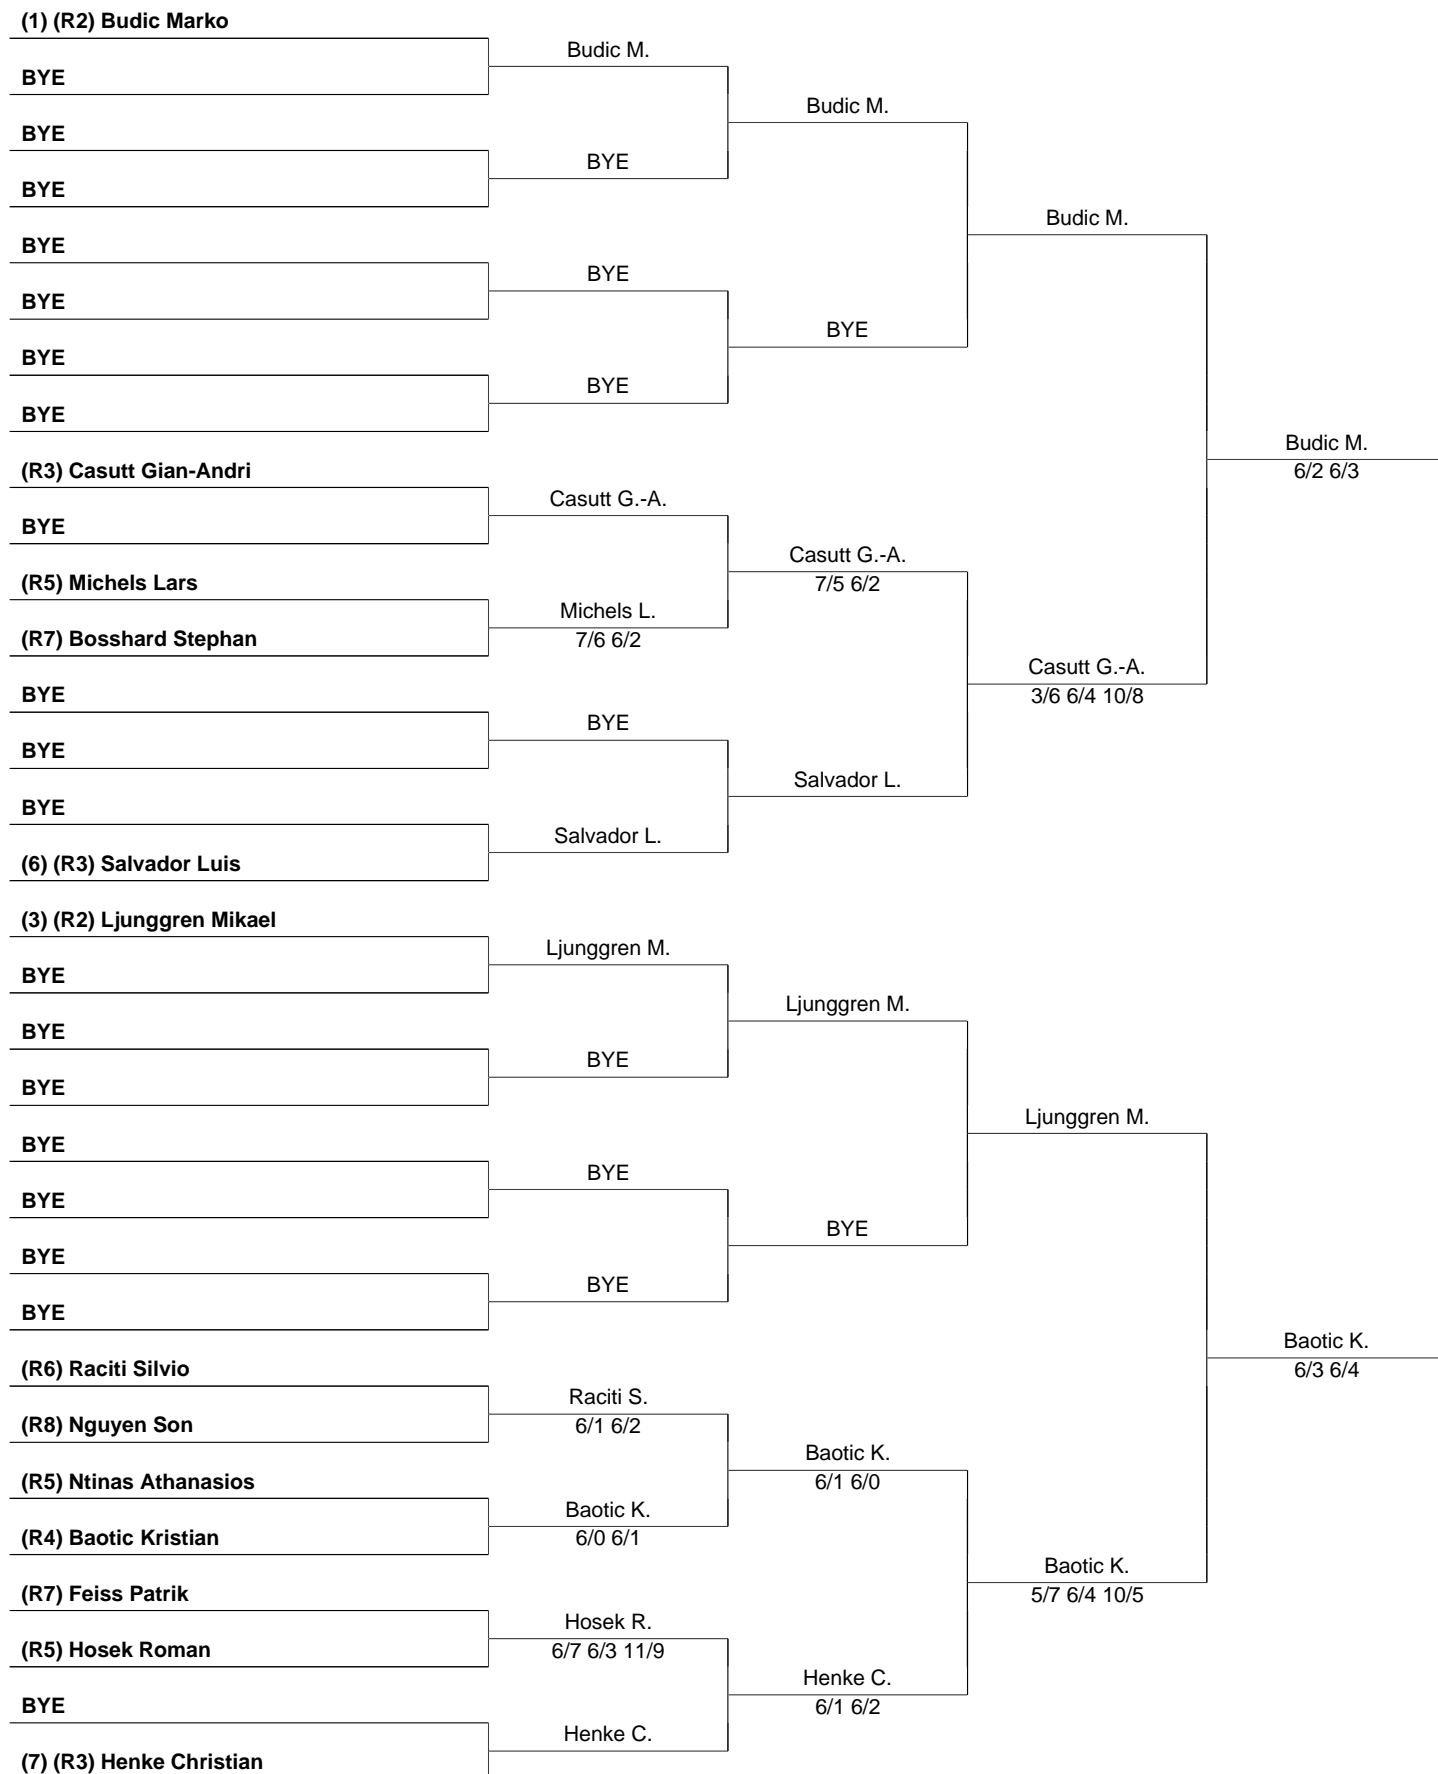 (1) (R2) Budic Marko
BYE
BYE
BYE
BYE
BYE
BYE
BYE
(R3) Casutt Gian-Andri
BYE
(R5) Michels Lars
(R7) Bosshard Stephan
BYE
BYE
BYE
(6) (R3) Salvador Luis
(3) (R2) Ljunggren Mikael
BYE
BYE
BYE
BYE
BYE
BYE
BYE
(R6) Raciti Silvio
(R8) Nguyen Son
(R5) Ntinas Athanasios
(R4) Baotic Kristian
(R7) Feiss Patrik
(R5) Hosek Roman
BYE
(7) (R3) Henke Christian
Budic M.
BYE
BYE
BYE
Casutt G.-A.
Michels L.
7/6 6/2
BYE
Salvador L.
Ljunggren M.
BYE
BYE
BYE
Raciti S.
6/1 6/2
Baotic K.
6/0 6/1
Hosek R.
6/7 6/3 11/9
Henke C.
Budic M.
BYE
Casutt G.-A.
7/5 6/2
Salvador L.
Ljunggren M.
BYE
Baotic K.
6/1 6/0
Henke C.
6/1 6/2
Budic M.
Casutt G.-A.
3/6 6/4 10/8
Ljunggren M.
Baotic K.
5/7 6/4 10/5
Budic M.
6/2 6/3
Baotic K.
6/3 6/4